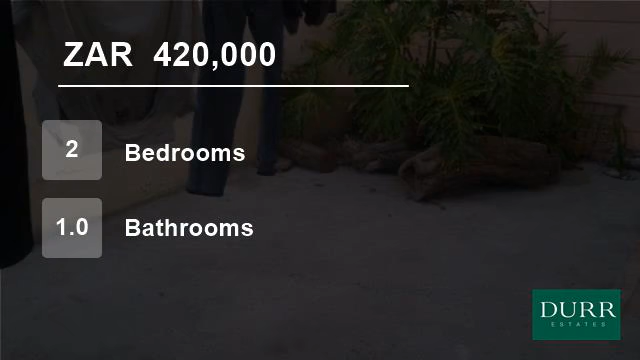 ZAR 420,000
2 Bedrooms
1.0 Bathrooms
DURR
ESTATES